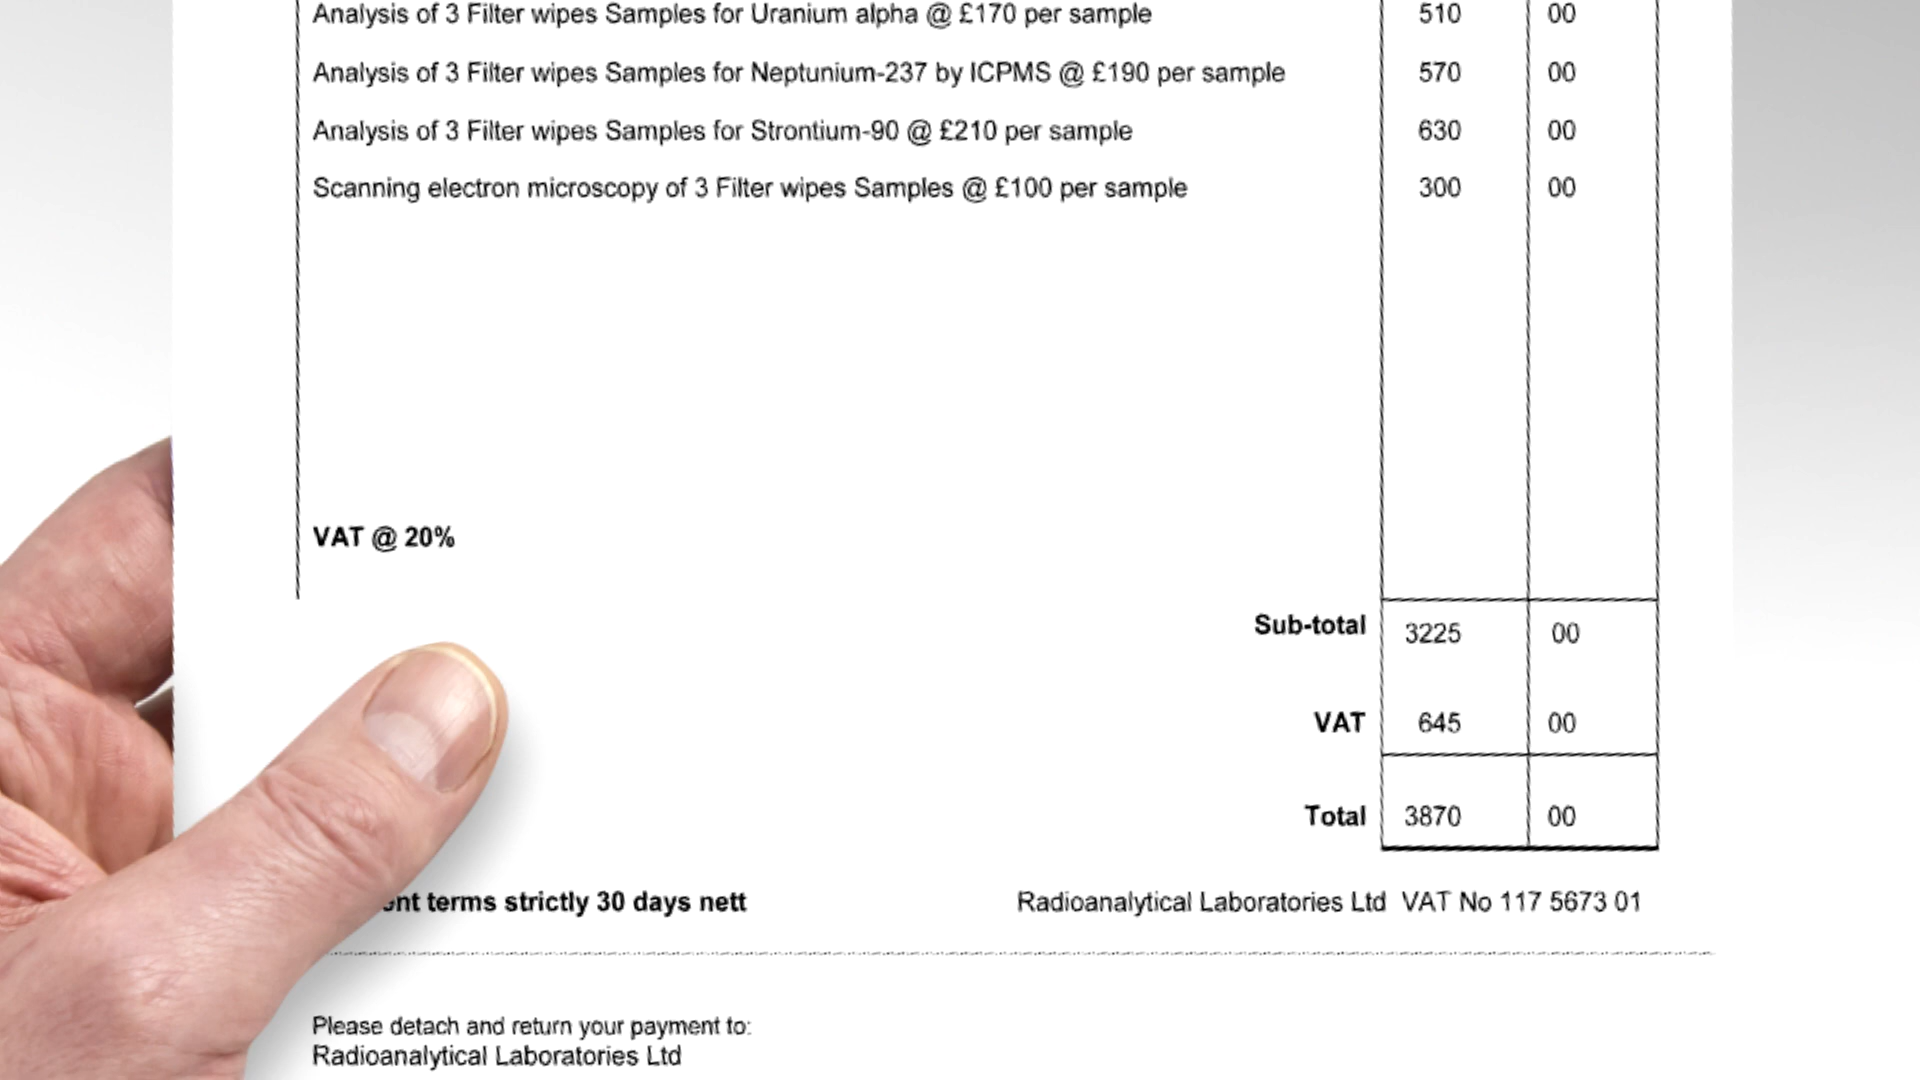 Analysis of 3 Filter wipes Samples for Uranium alpha @ £170 per sample 510 00
Analysis of 3 Filter wipes Samples for Neptunium-237 by ICPMS @ £190 per sample 570 00
Analysis of 3 Filter wipes Samples for Strontium-90 @ £210 per sample 630 00
Scanning electron microscopy of 3 Filter wipes Samples @ £100 per sample 300 00
VAT @ 20%
Sub-total 3225 00
VAT 645 00
Total 3870 00
terms strictly 30 days nett
Radioanalytical Laboratories Ltd VAT No 117 5673 01
Please detach and return your payment to:
Radioanalytical Laboratories Ltd